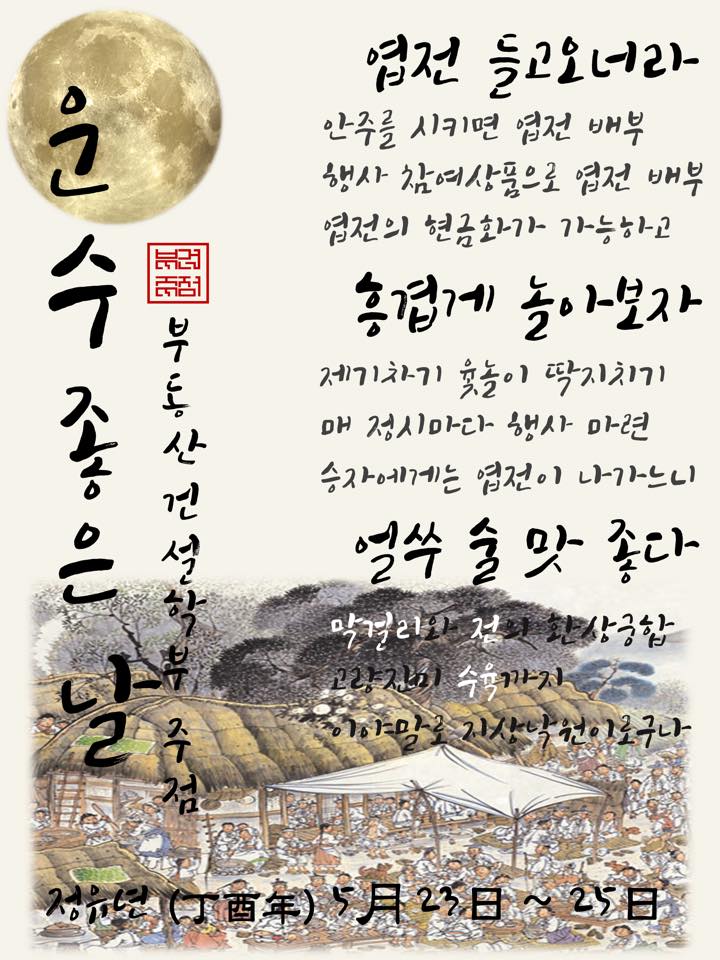 운수좋은날
부동산건설학부 주점
엽전 들고오너라
안주를 시키면 엽전 배부
행사 참여상품으로 엽전 배부
엽전의 현금화가 가능하고
흥겹게 놀아보자
제기차기 윷놀이 딱지치기
매 정시마다 행사 마련
승자에게는 엽전이 나가느니
얼쑤 술 맛 좋다
막걸리와 전의 환상궁합
고량진미 수육까지
이야말로 지상낙원이로구나
정유년 (丁酉年) 5月 23日 ~ 25日